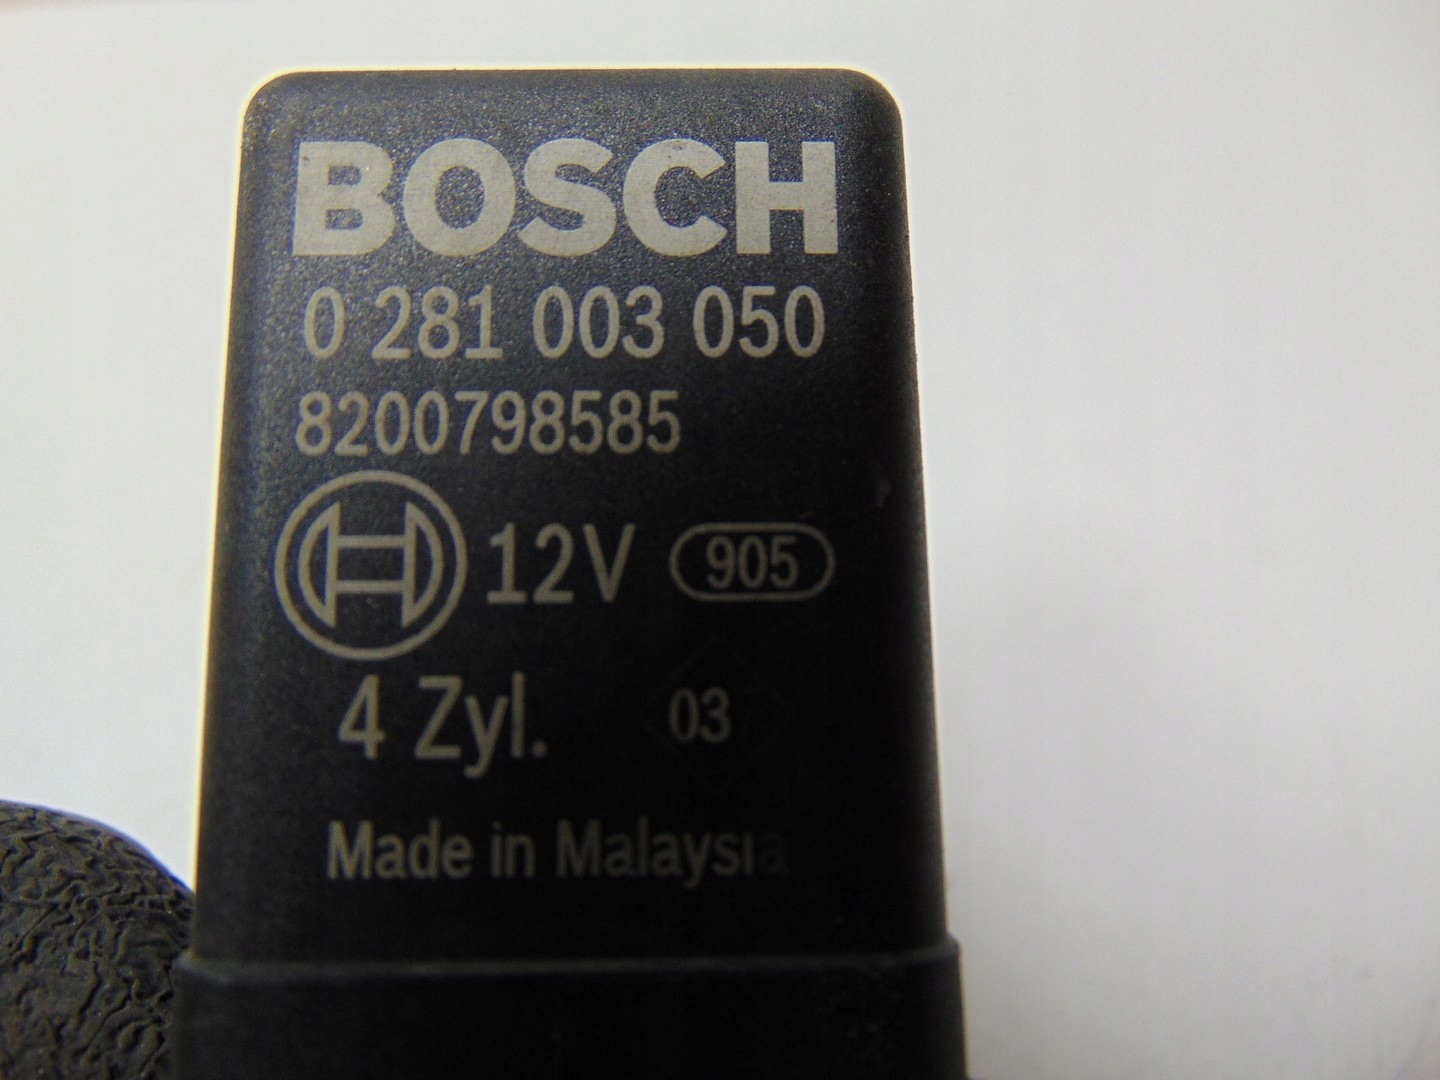 BOSCH
0 281 003 050
8200798585
12V 905
4 Zyl. 03
Made in Malaysia